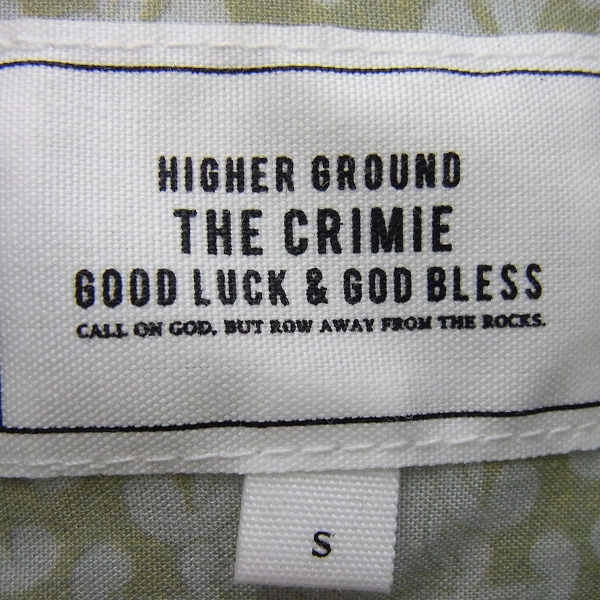 HIGHER GROUND
THE CRIMIE
GOOD LUCK & GOD BLESS
CALL ON GOD, BUT ROW AWAY FROM THE ROCKS.
S